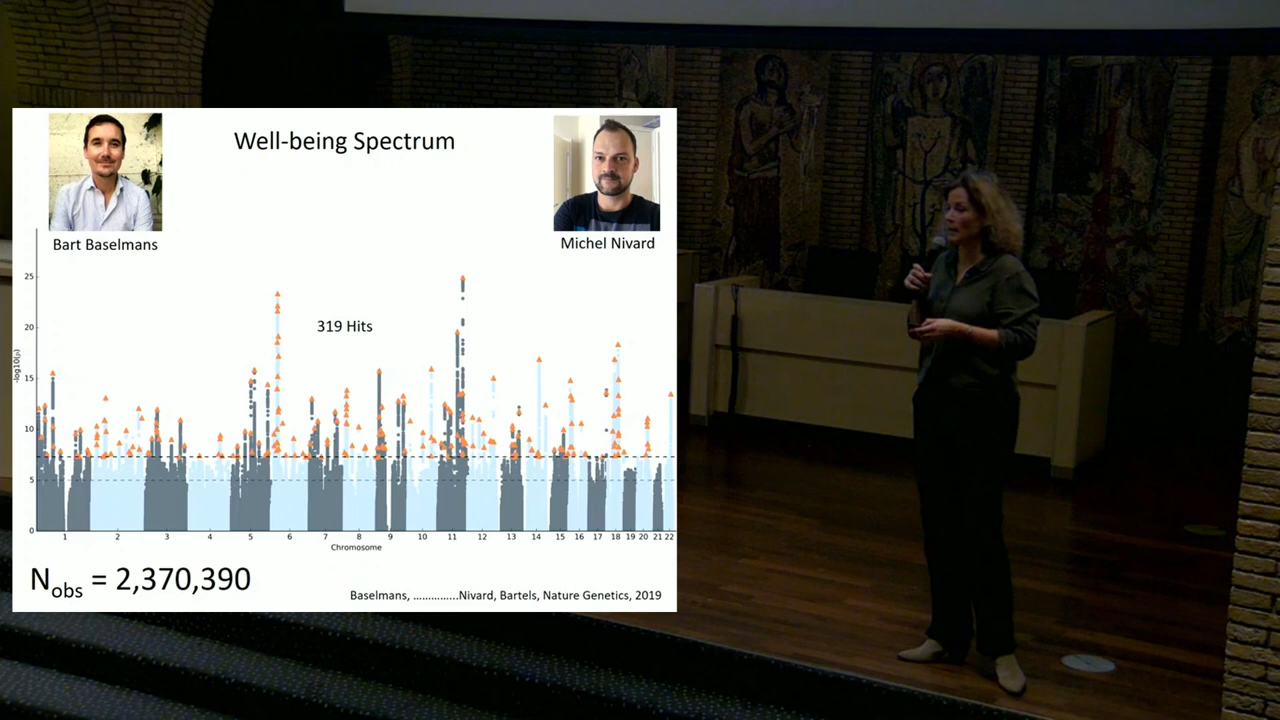 Well-being Spectrum
Bart Baselmans
Michel Nivard
25
319 Hits
20
-log10(p)
15
10
5
0
1 2 3 4 5 6 7 8 9 10 11 12 13 14 15 16 17 18 19 20 21 22
Chromosome
Nobs = 2,370,390
Baselmans, ……………Nivard, Bartels, Nature Genetics, 2019